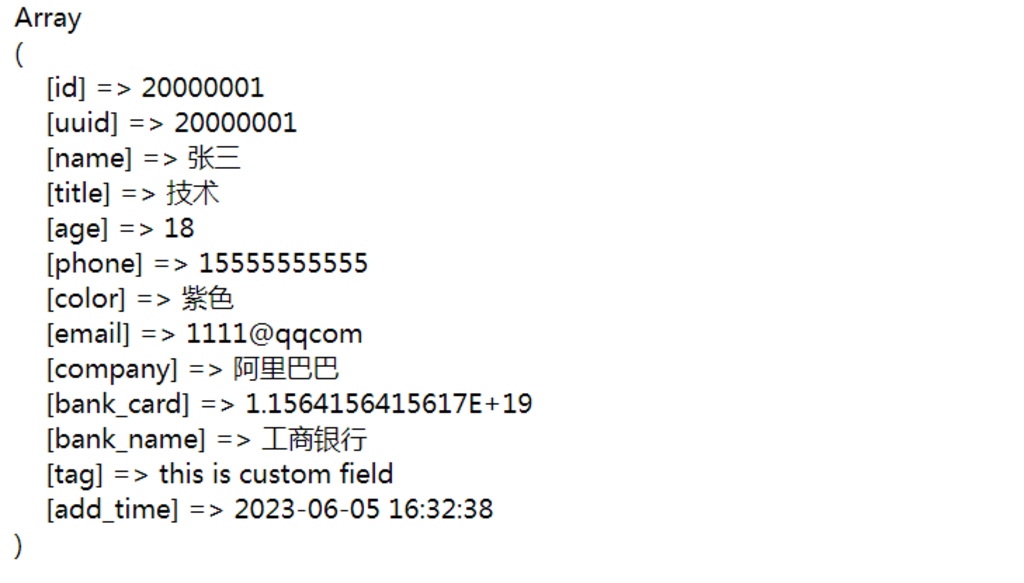 Array
(
[id] => 20000001
[uuid] => 20000001
[name] => 张三
[title] => 技术
[age] => 18
[phone] => 15555555555
[color] => 紫色
[email] => 1111@qqcom
[company] => 阿里巴巴
[bank_card] => 1.1564156415617E+19
[bank_name] => 工商银行
[tag] => this is custom field
[add_time] => 2023-06-05 16:32:38
)